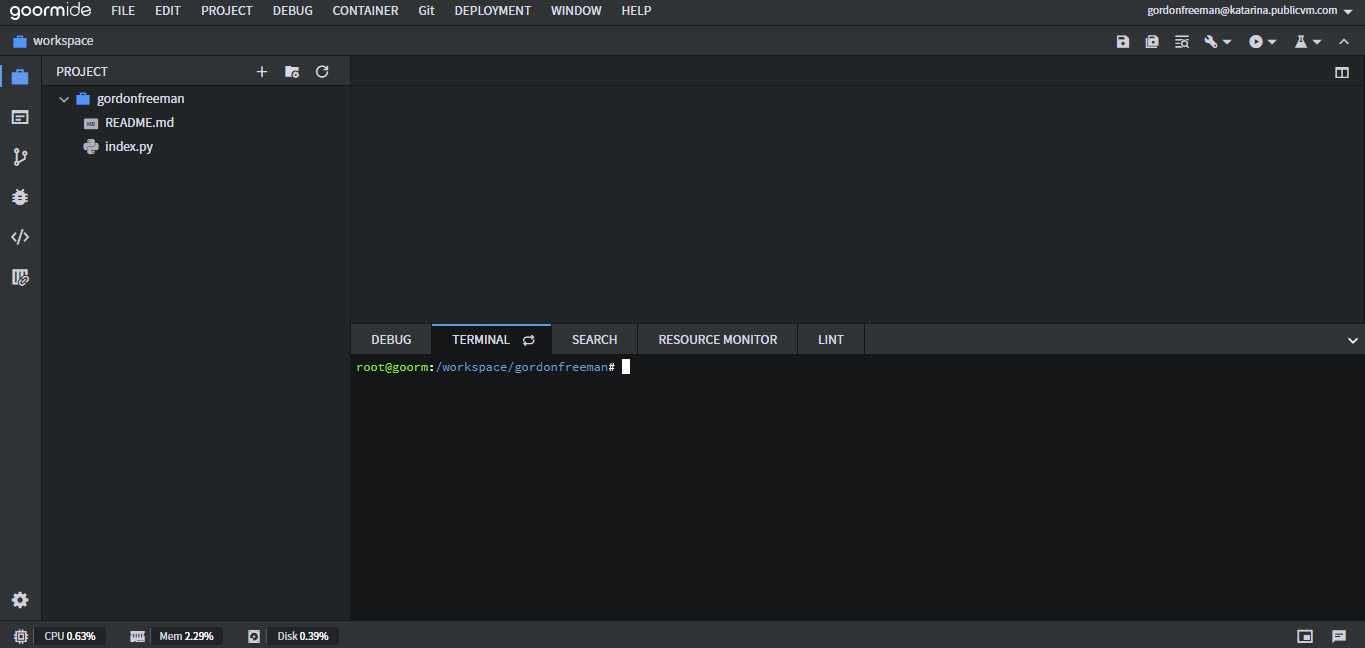 goormide FILE EDIT PROJECT DEBUG CONTAINER Git DEPLOYMENT WINDOW HELP gordonfreeman@katarina.publicvm.com
workspace
PROJECT
gordonfreeman
MD README.md
index.py
DEBUG TERMINAL SEARCH RESOURCE MONITOR LINT
root@goorm:/workspace/gordonfreeman#
CPU 0.63% Mem 2.29% Disk 0.39%